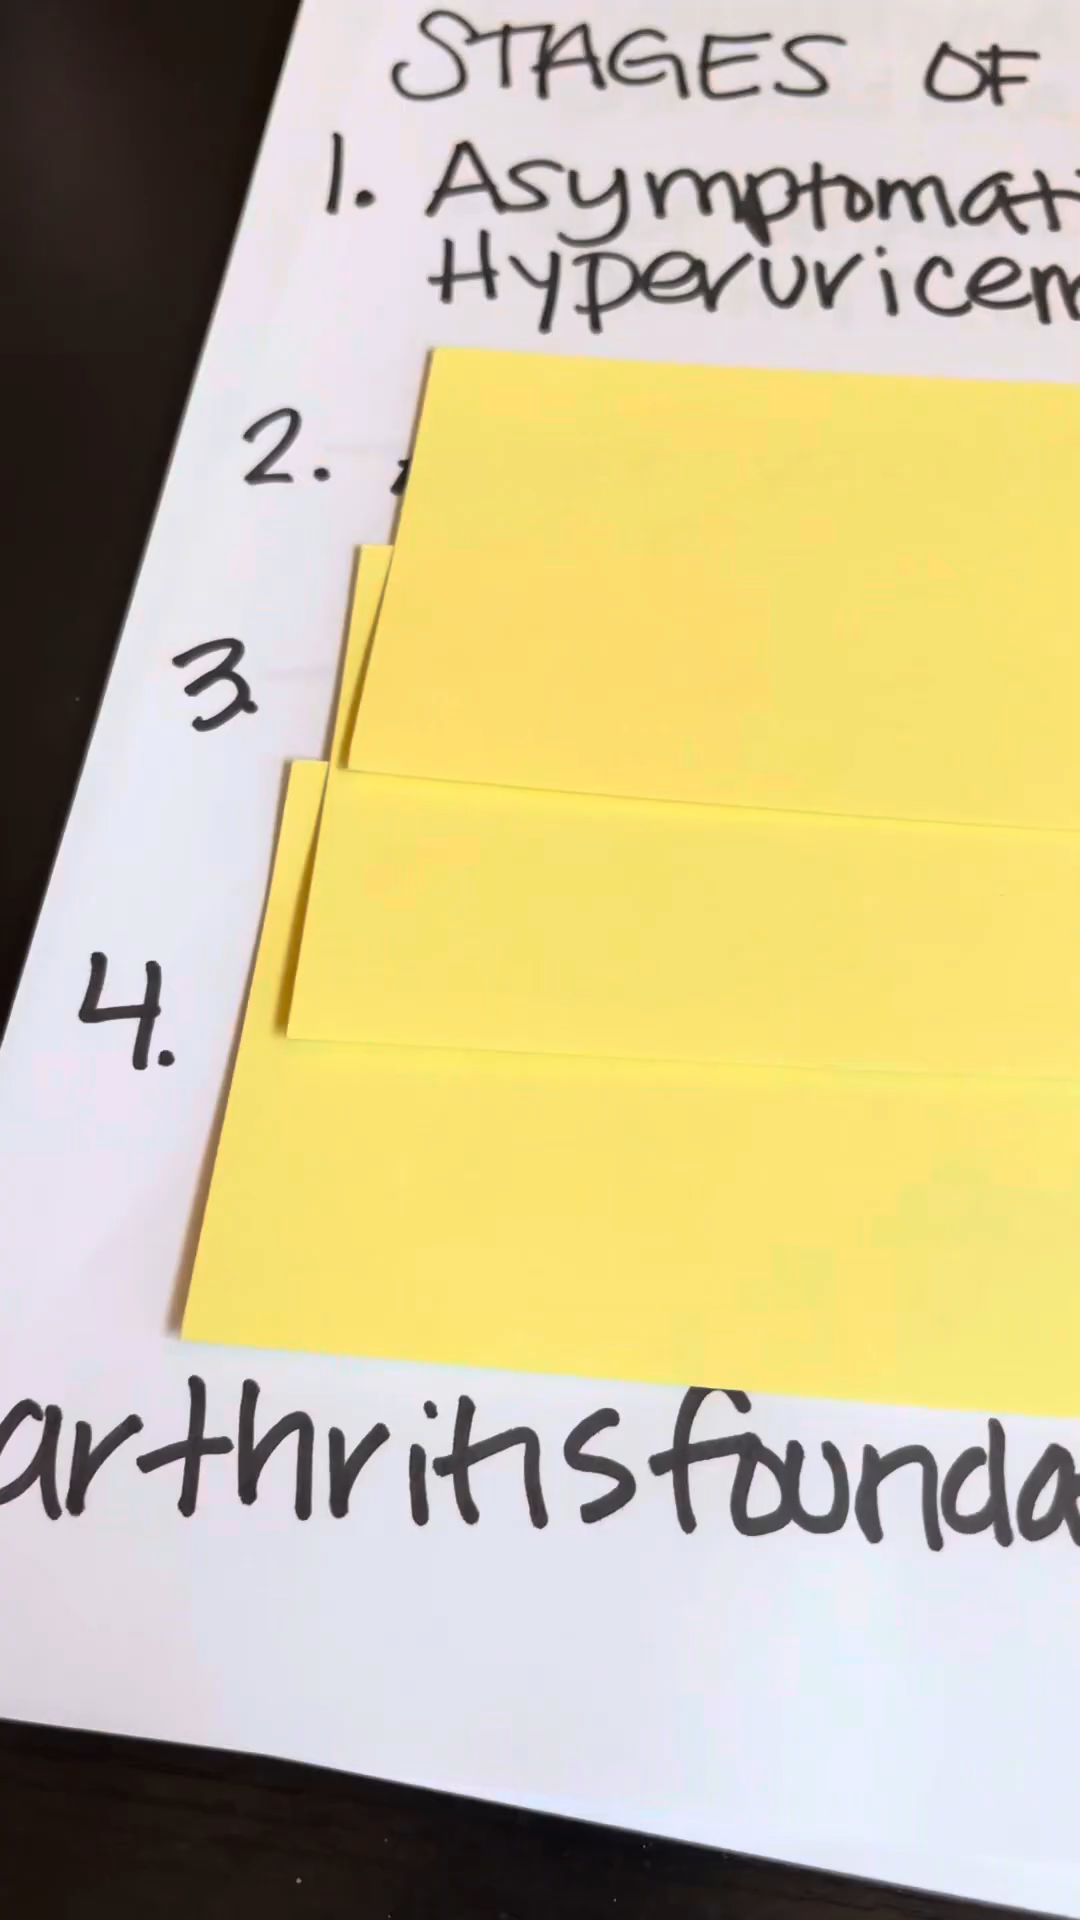 STAGES OF
1. Asymptomat
Hyperuricem
2.
3.
4.
arthritisfounda